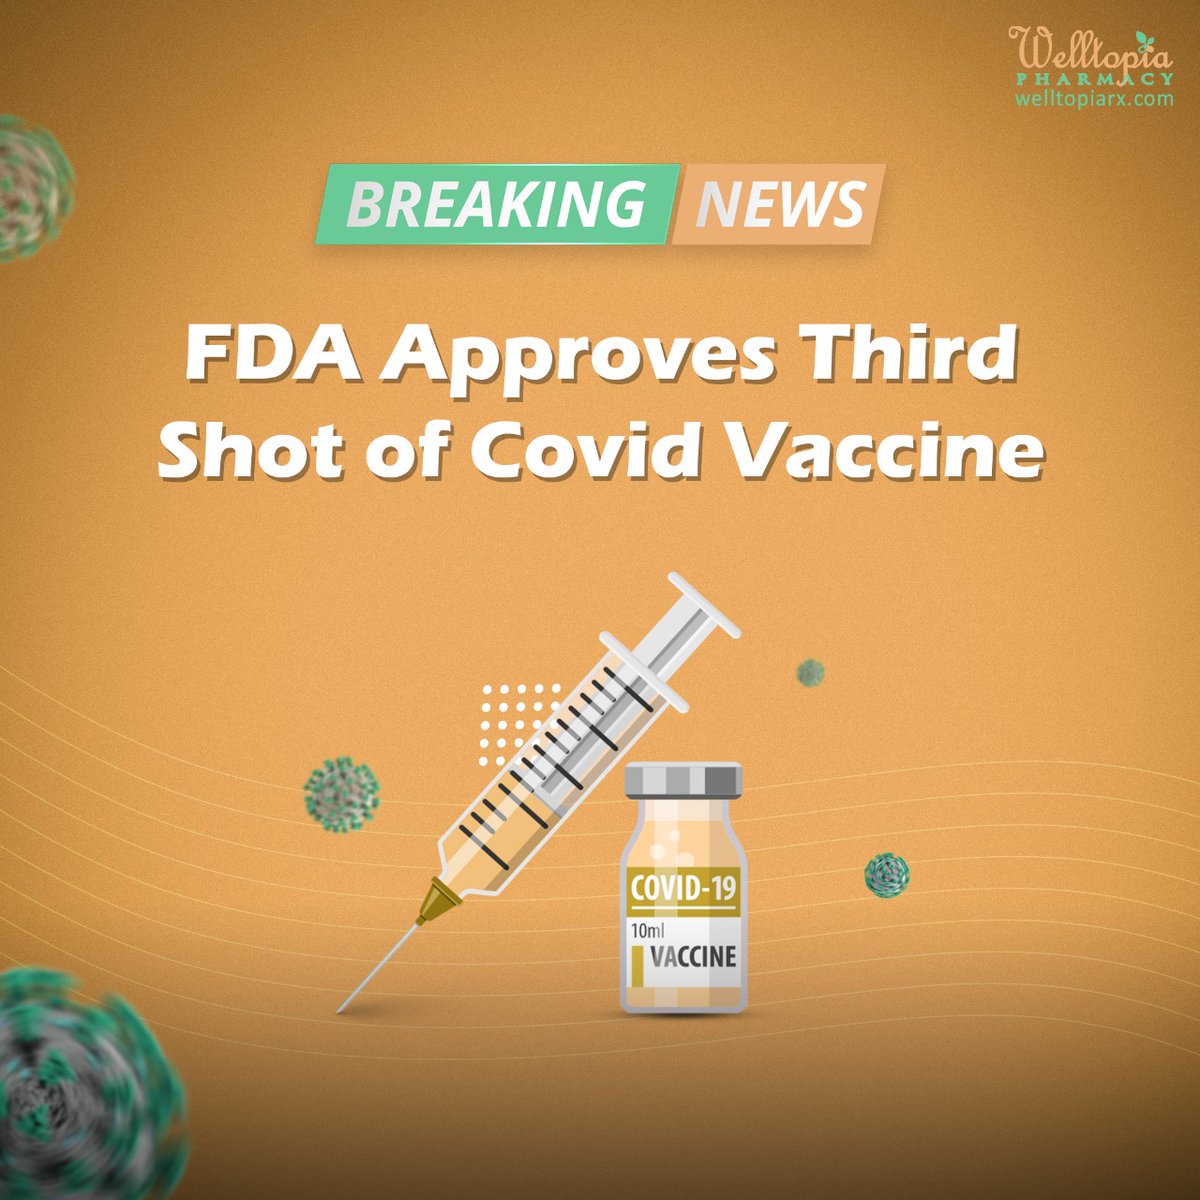 Welltopia
PHARMACY
welltopiarx.com
BREAKING NEWS
FDA Approves Third
Shot of Covid Vaccine
COVID-19
10ml
VACCINE